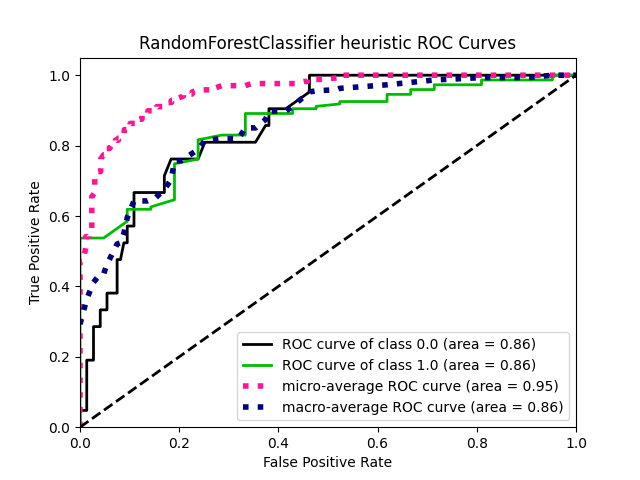 RandomForestClassifier heuristic ROC Curves
True Positive Rate
1.0
0.8
0.6
0.4
0.2
0.0
ROC curve of class 0.0 (area = 0.86)
ROC curve of class 1.0 (area = 0.86)
micro-average ROC curve (area = 0.95)
macro-average ROC curve (area = 0.86)
0.0 0.2 0.4 0.6 0.8 1.0
False Positive Rate